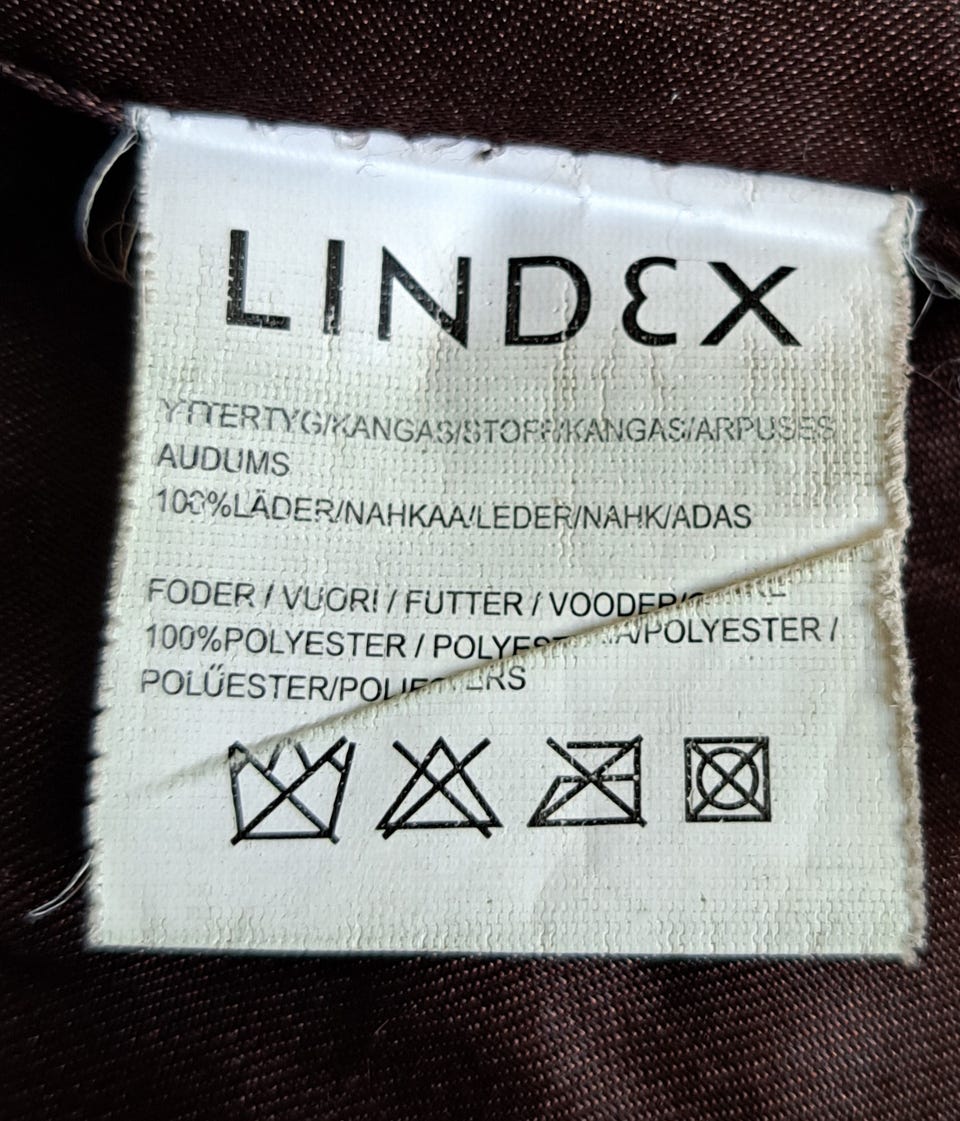 LINDEX
YTTERTYG/KANGAS/STOFF/KANGAS/ARPUSES
AUDUMS
100%LÄDER/NAHKAA/LEDER/NAHK/ADAS
FODER / VUORI / FUTTER / VOODER/
100%POLYESTER / /POLYESTER /
POLŰESTER/